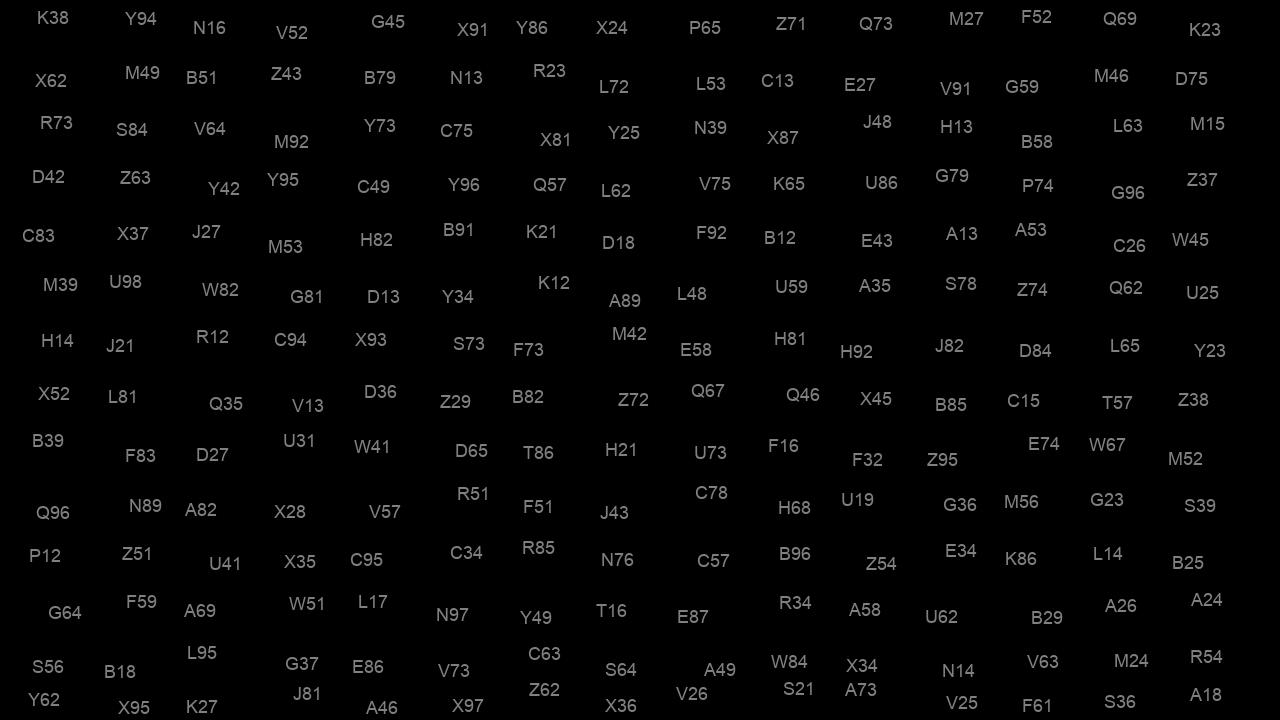 K38 Y94 N16 V52 G45 X91 Y86 X24 P65 Z71 Q73 M27 F52 Q69 K23
X62 M49 B51 Z43 B79 N13 R23 L72 L53 C13 E27 V91 G59 M46 D75
R73 S84 V64 M92 Y73 C75 X81 Y25 N39 X87 J48 H13 B58 L63 M15
D42 Z63 Y42 Y95 C49 Y96 Q57 L62 V75 K65 U86 G79 P74 G96 Z37
C83 X37 J27 M53 H82 B91 K21 D18 F92 B12 E43 A13 A53 C26 W45
M39 U98 W82 G81 D13 Y34 K12 A89 L48 U59 A35 S78 Z74 Q62 U25
H14 J21 R12 C94 X93 S73 F73 M42 E58 H81 H92 J82 D84 L65 Y23
X52 L81 Q35 V13 D36 Z29 B82 Z72 Q67 Q46 X45 B85 C15 T57 Z38
B39 F83 D27 U31 W41 D65 T86 H21 U73 F16 F32 Z95 E74 W67 M52
Q96 N89 A82 X28 V57 R51 F51 J43 C78 H68 U19 G36 M56 G23 S39
P12 Z51 U41 X35 C95 C34 R85 N76 C57 B96 Z54 E34 K86 L14 B25
G64 F59 A69 W51 L17 N97 Y49 T16 E87 R34 A58 U62 B29 A26 A24
S56 B18 L95 G37 E86 V73 C63 S64 A49 W84 X34 N14 V63 M24 R54
Y62 X95 K27 J81 A46 X97 Z62 X36 V26 S21 A73 V25 F61 S36 A18